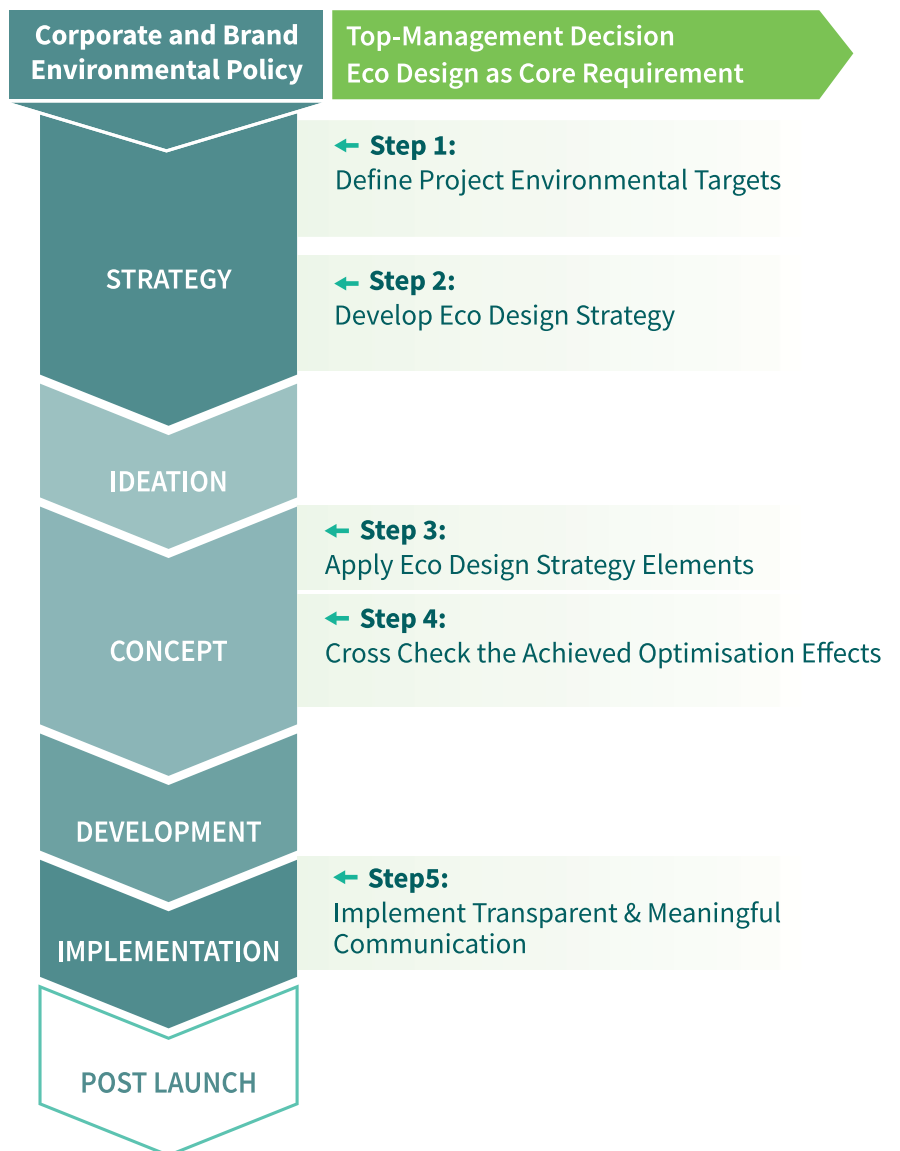 Corporate and Brand
Environmental Policy
Top-Management Decision
Eco Design as Core Requirement
Step 1:
Define Project Environmental Targets
STRATEGY
Step 2:
Develop Eco Design Strategy
IDEATION
Step 3:
Apply Eco Design Strategy Elements
Step 4:
Cross Check the Achieved Optimisation Effects
CONCEPT
DEVELOPMENT
Step5:
Implement Transparent & Meaningful
Communication
IMPLEMENTATION
POST LAUNCH